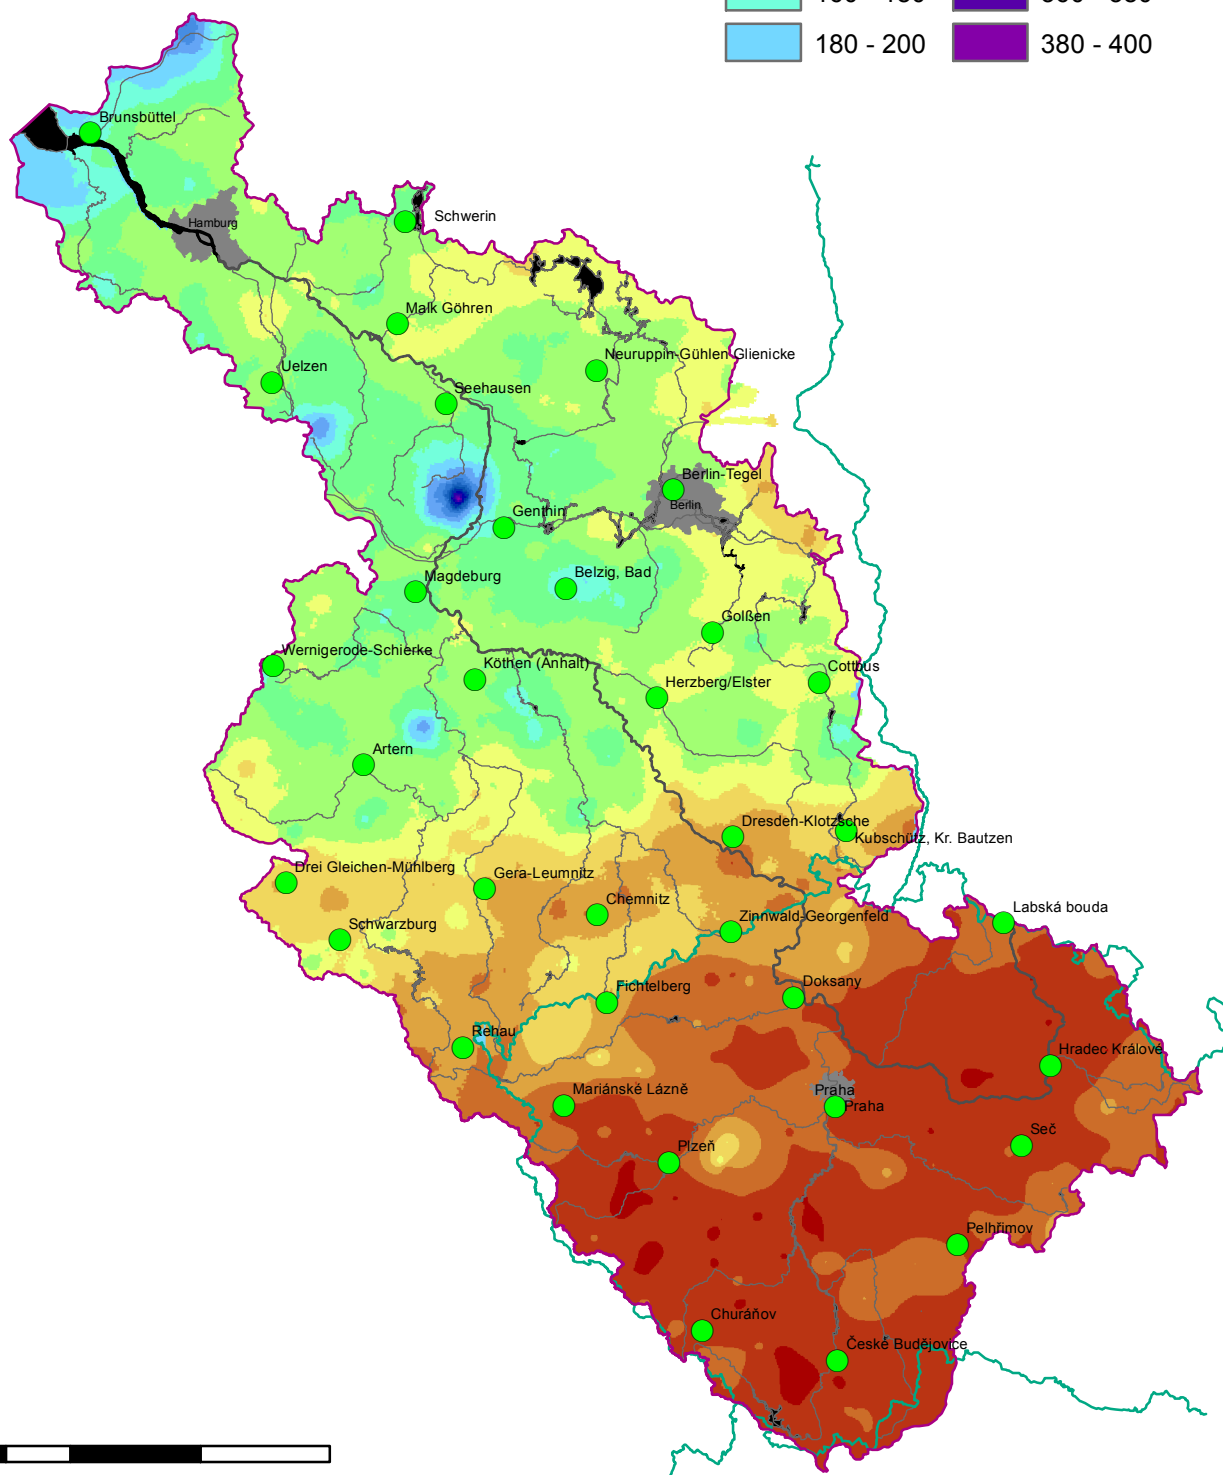 180 - 200
380 - 400
Brunsbüttel
Hamburg
Schwerin
Malk Göhren
Neuruppin-Gühlen Glienicke
Uelzen
Seehausen
Berlin-Tegel
Berlin
Genthin
Belzig, Bad
Magdeburg
Golßen
Wernigerode-Schierke
Köthen (Anhalt)
Cottbus
Herzberg/Elster
Artern
Dresden-Klotzsche
Kubschütz, Kr. Bautzen
Drei Gleichen-Mühlberg
Gera-Leumnitz
Chemnitz
Labská bouda
Zinnwald-Georgenfeld
Schwarzburg
Fichtelberg
Doksany
Rehau
Hradec Králové
Mariánské Lázně
Praha
Praha
Seč
Plzeň
Pelhřimov
Churáňov
České Budějovice